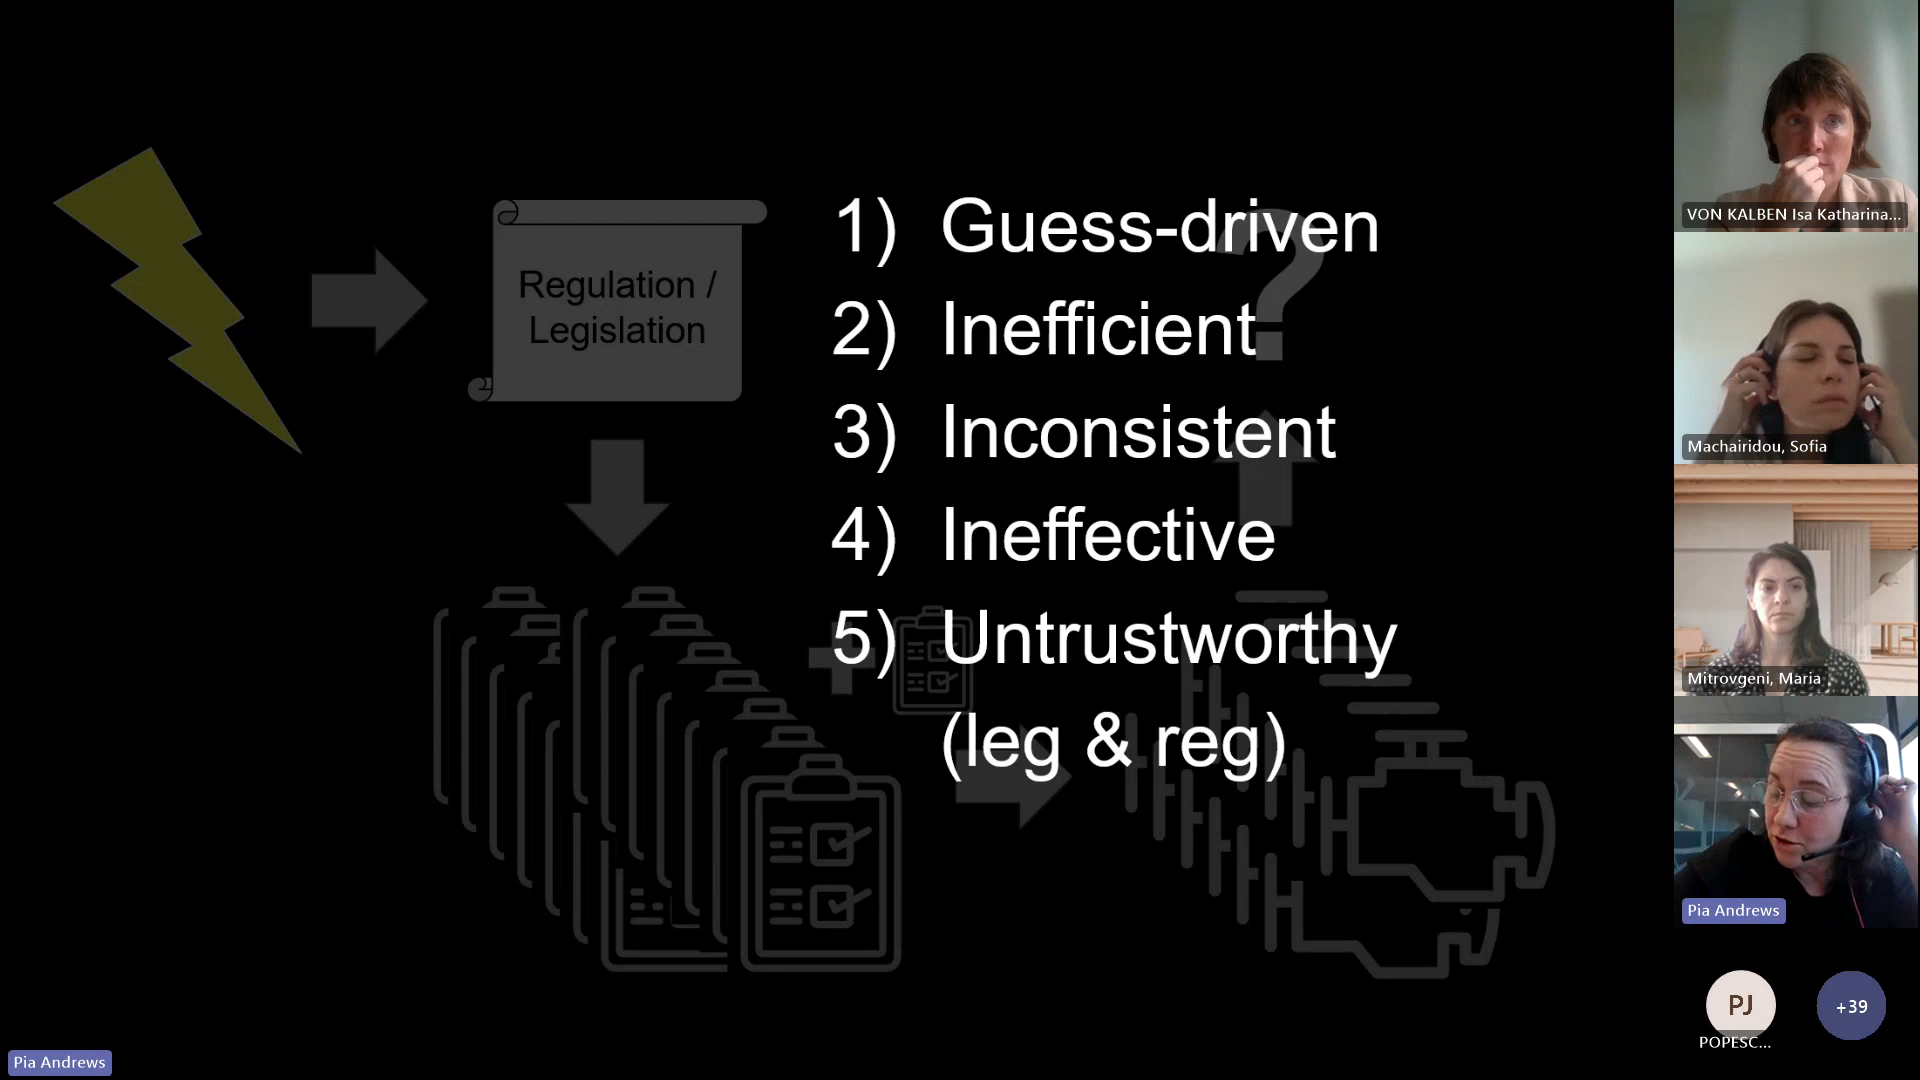 Regulation /
Legislation
1) Guess-driven
2) Inefficient
3) Inconsistent
4) Ineffective
5) Untrustworthy
(leg & reg)
?
VON KALBEN Isa Katharina...
Machairidou, Sofia
Mitrovgeni, Maria
Pia Andrews
PJ
+39
POPESC...
Pia Andrews